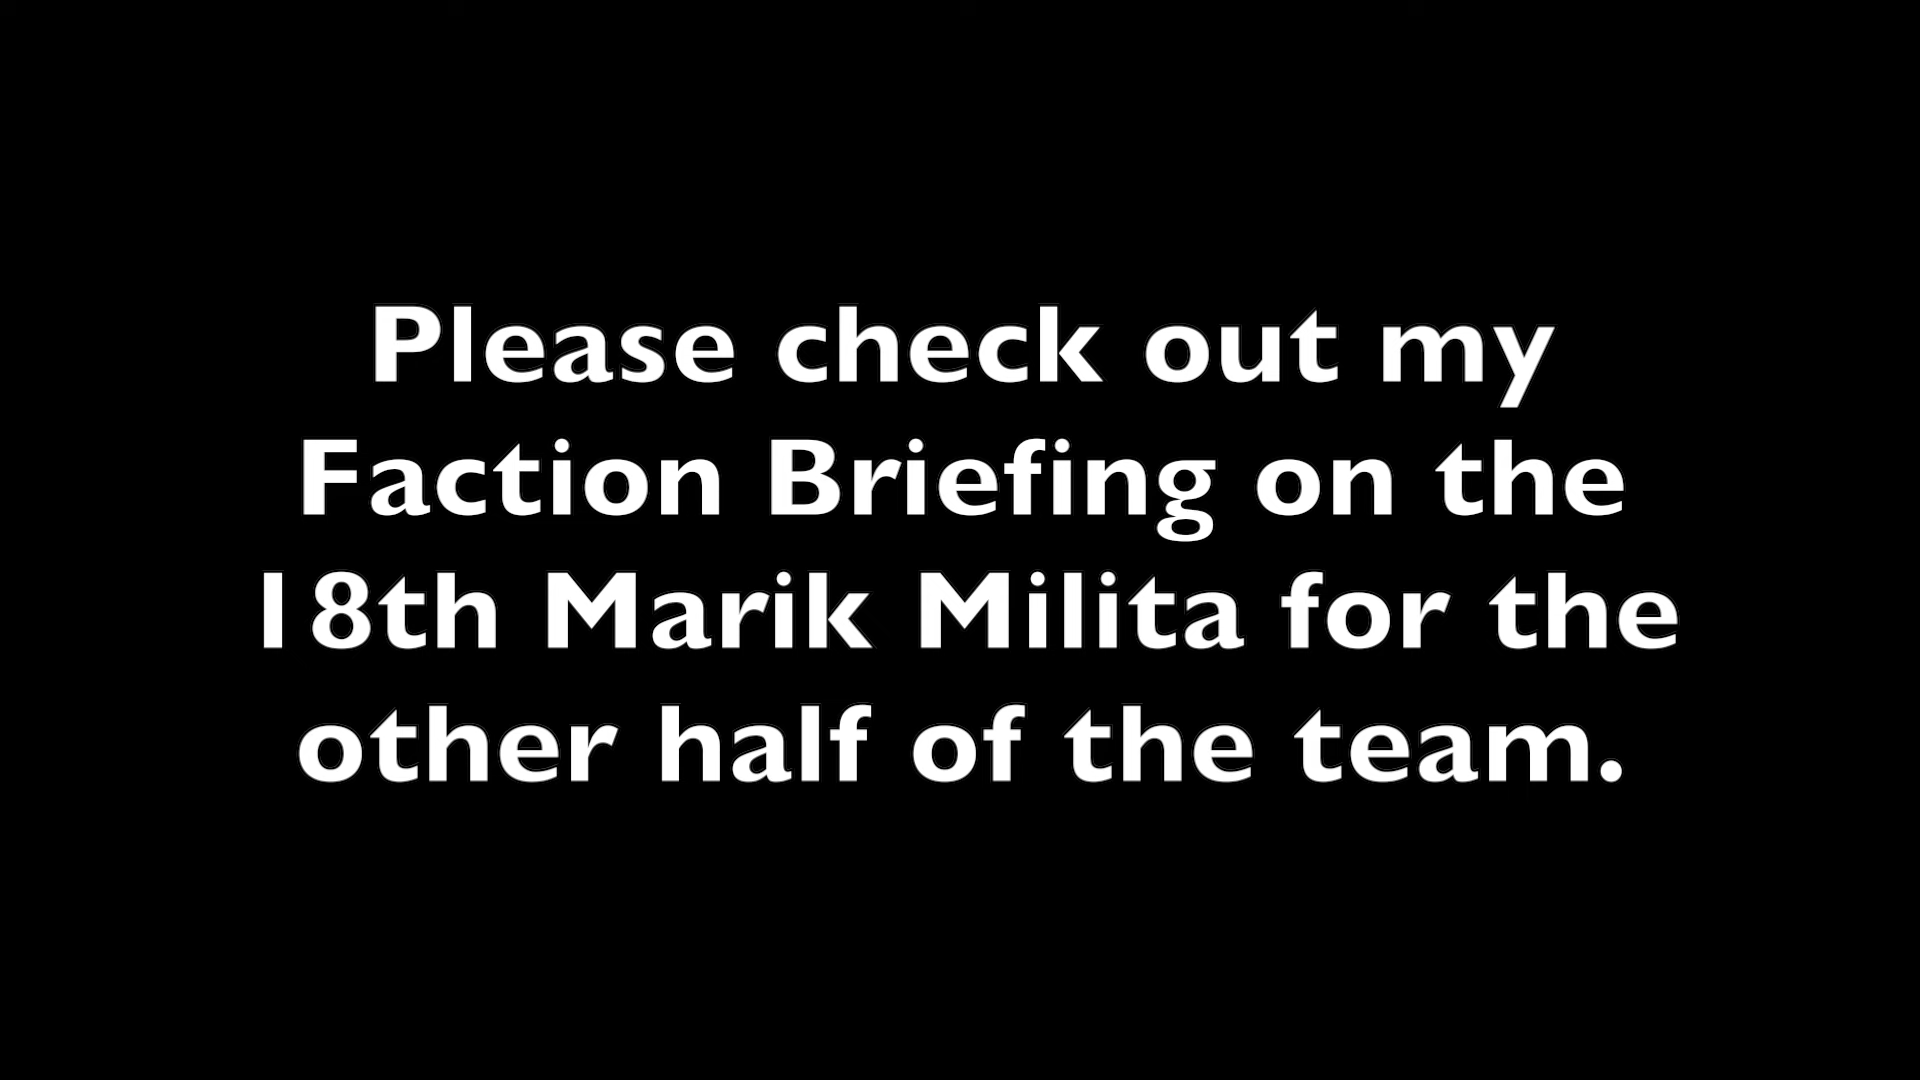 Please check out my
Faction Briefing on the
18th Marik Milita for the
other half of the team.